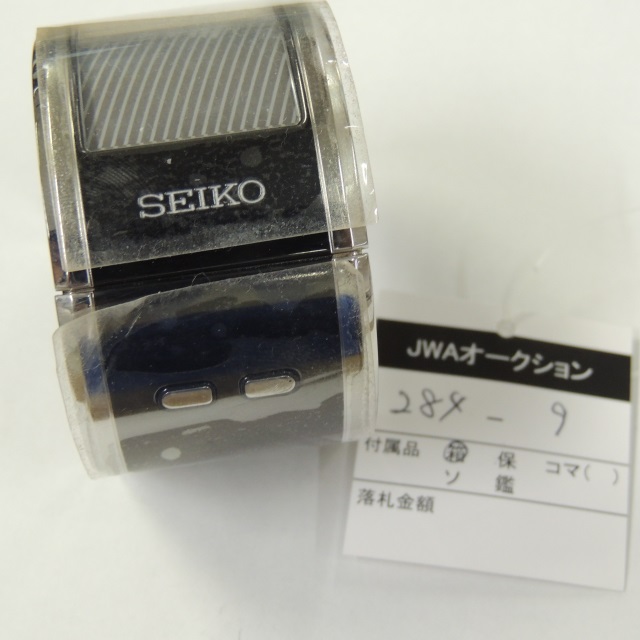 SEIKO
JWAオークション
284 - 9
付属品 箱 保 コマ( )
ソ 鑑
落札金額